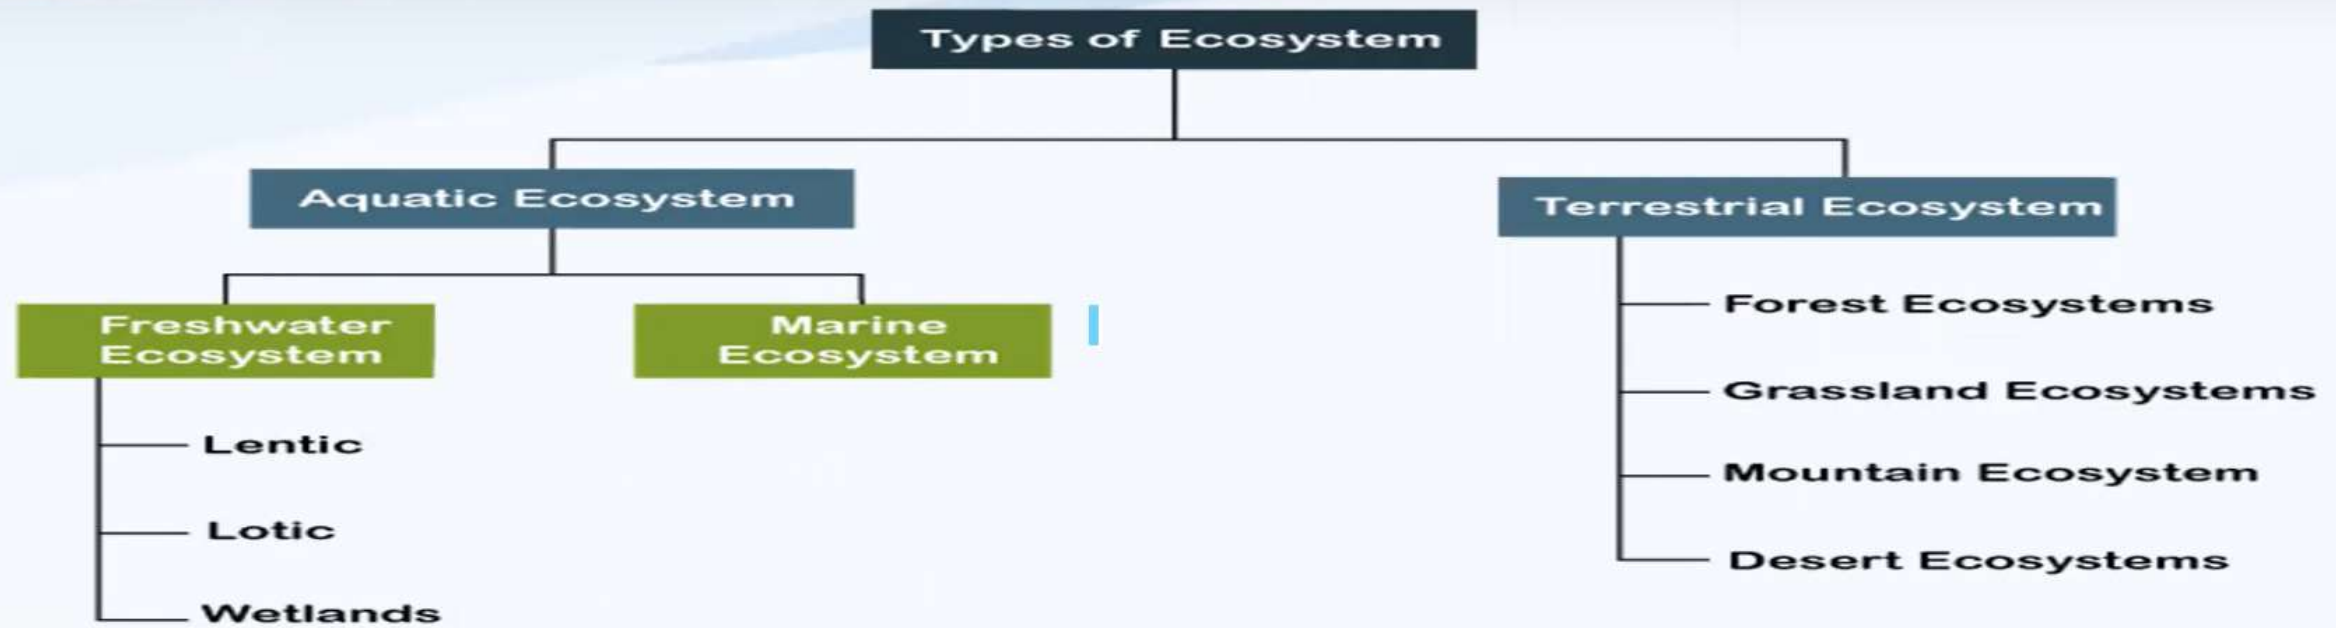 Types of Ecosystem
Aquatic Ecosystem
Terrestrial Ecosystem
Freshwater
Ecosystem
Marine
Ecosystem
Lentic
Lotic
Wetlands
Forest Ecosystems
Grassland Ecosystems
Mountain Ecosystem
Desert Ecosystems